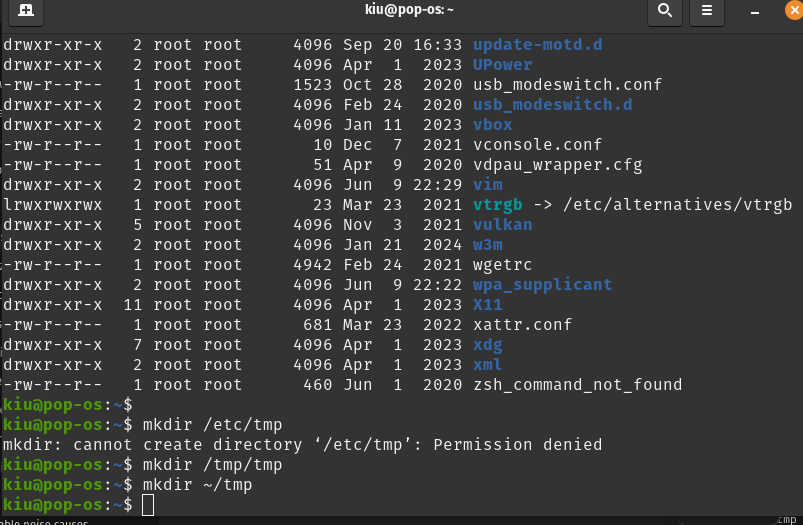 kiu@pop-os: ~
drwxr-xr-x   2 root root     4096 Sep 20 16:33 update-motd.d
drwxr-xr-x   2 root root     4096 Apr  1  2023 UPower
-rw-r--r--   1 root root     1523 Oct 28  2020 usb_modeswitch.conf
drwxr-xr-x   2 root root     4096 Feb 24  2020 usb_modeswitch.d
drwxr-xr-x   2 root root     4096 Jan 11  2023 vbox
-rw-r--r--   1 root root       10 Dec  7  2021 vconsole.conf
-rw-r--r--   1 root root       51 Apr  9  2020 vdpau_wrapper.cfg
drwxr-xr-x   2 root root     4096 Jun  9 22:29 vim
lrwxrwxrwx   1 root root       23 Mar 23  2021 vtrgb -> /etc/alternatives/vtrgb
drwxr-xr-x   5 root root     4096 Nov  3  2021 vulkan
drwxr-xr-x   2 root root     4096 Jan 21  2024 w3m
-rw-r--r--   1 root root     4942 Feb 24  2021 wgetrc
drwxr-xr-x   2 root root     4096 Jun  9 22:22 wpa_supplicant
drwxr-xr-x  11 root root     4096 Apr  1  2023 X11
-rw-r--r--   1 root root      681 Mar 23  2022 xattr.conf
drwxr-xr-x   7 root root     4096 Apr  1  2023 xdg
drwxr-xr-x   2 root root     4096 Apr  1  2023 xml
-rw-r--r--   1 root root      460 Jun  1  2020 zsh_command_not_found
kiu@pop-os:~$
kiu@pop-os:~$ mkdir /etc/tmp
mkdir: cannot create directory ‘/etc/tmp’: Permission denied
kiu@pop-os:~$ mkdir /tmp/tmp
kiu@pop-os:~$ mkdir ~/tmp
kiu@pop-os:~$